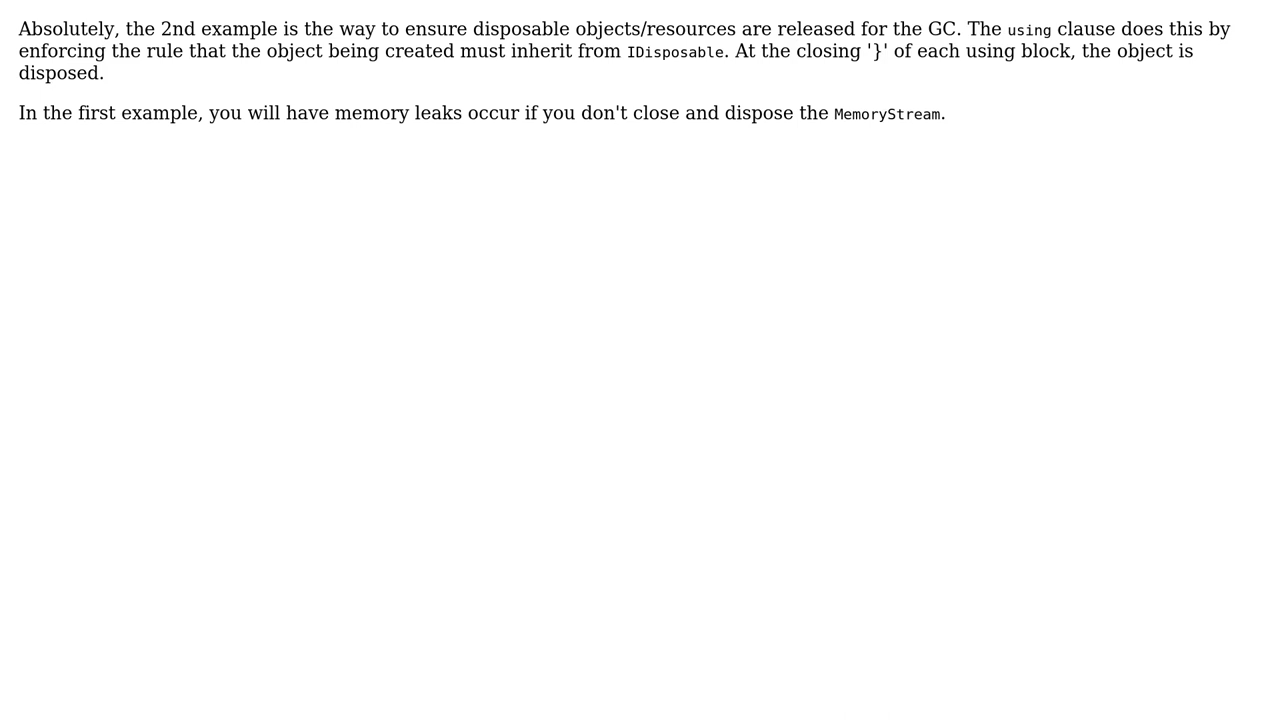 Absolutely, the 2nd example is the way to ensure disposable objects/resources are released for the GC. The using clause does this by
enforcing the rule that the object being created must inherit from IDisposable. At the closing '}' of each using block, the object is
disposed.
In the first example, you will have memory leaks occur if you don't close and dispose the MemoryStream.